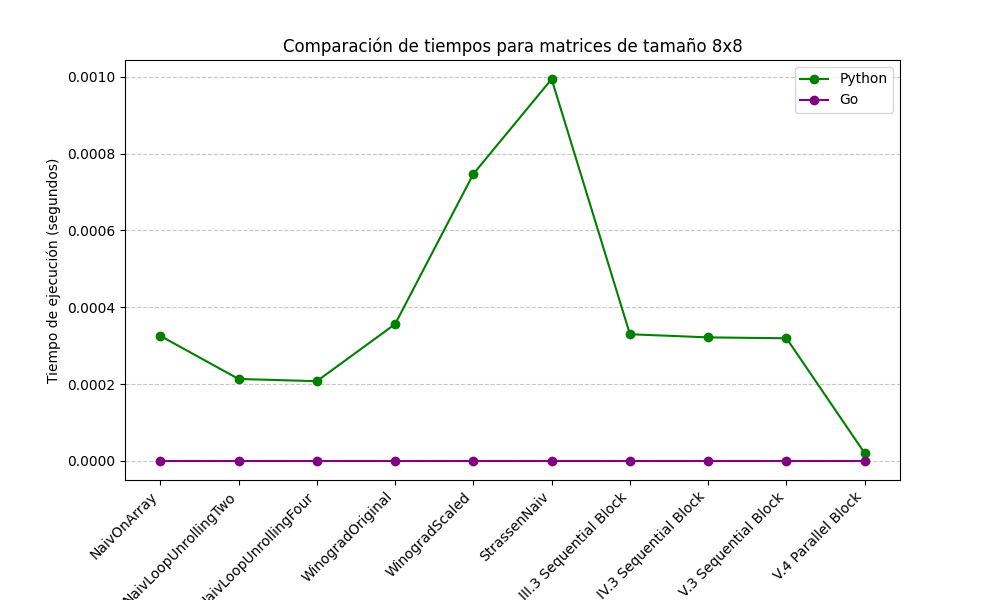 Comparación de tiempos para matrices de tamaño 8x8
Python
Go
Tiempo de ejecución (segundos)
0.0010
0.0008
0.0006
0.0004
0.0002
0.0000
NaivOnArray
NaivLoopUnrollingTwo
NaivLoopUnrollingFour
WinogradOriginal
WinogradScaled
StrassenNaiv
III.3 Sequential Block
IV.3 Sequential Block
V.3 Sequential Block
V.4 Parallel Block